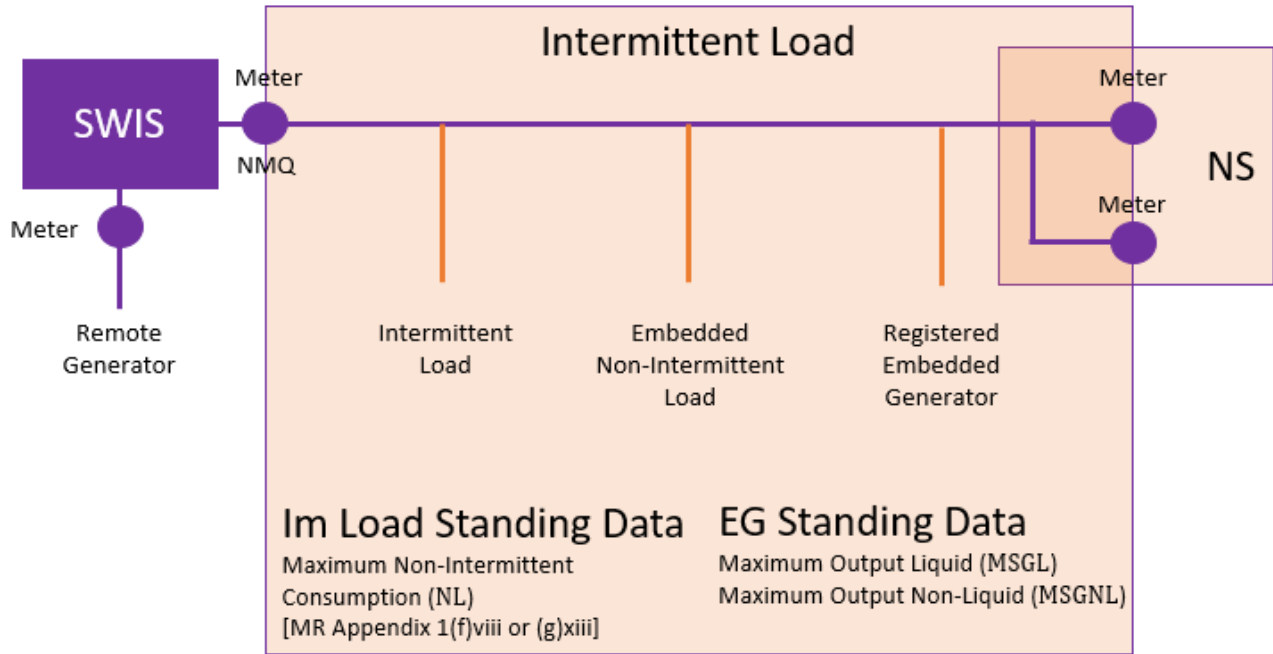 Intermittent Load
Meter
Meter
SWIS
NMQ
NS
Meter
Meter
Remote
Generator
Intermittent
Load
Embedded
Non-Intermittent
Load
Registered
Embedded
Generator
Im Load Standing Data
Maximum Non-Intermittent
Consumption (NL)
[MR Appendix 1(f)viii or (g)xiii]
EG Standing Data
Maximum Output Liquid (MSGL)
Maximum Output Non-Liquid (MSGNL)